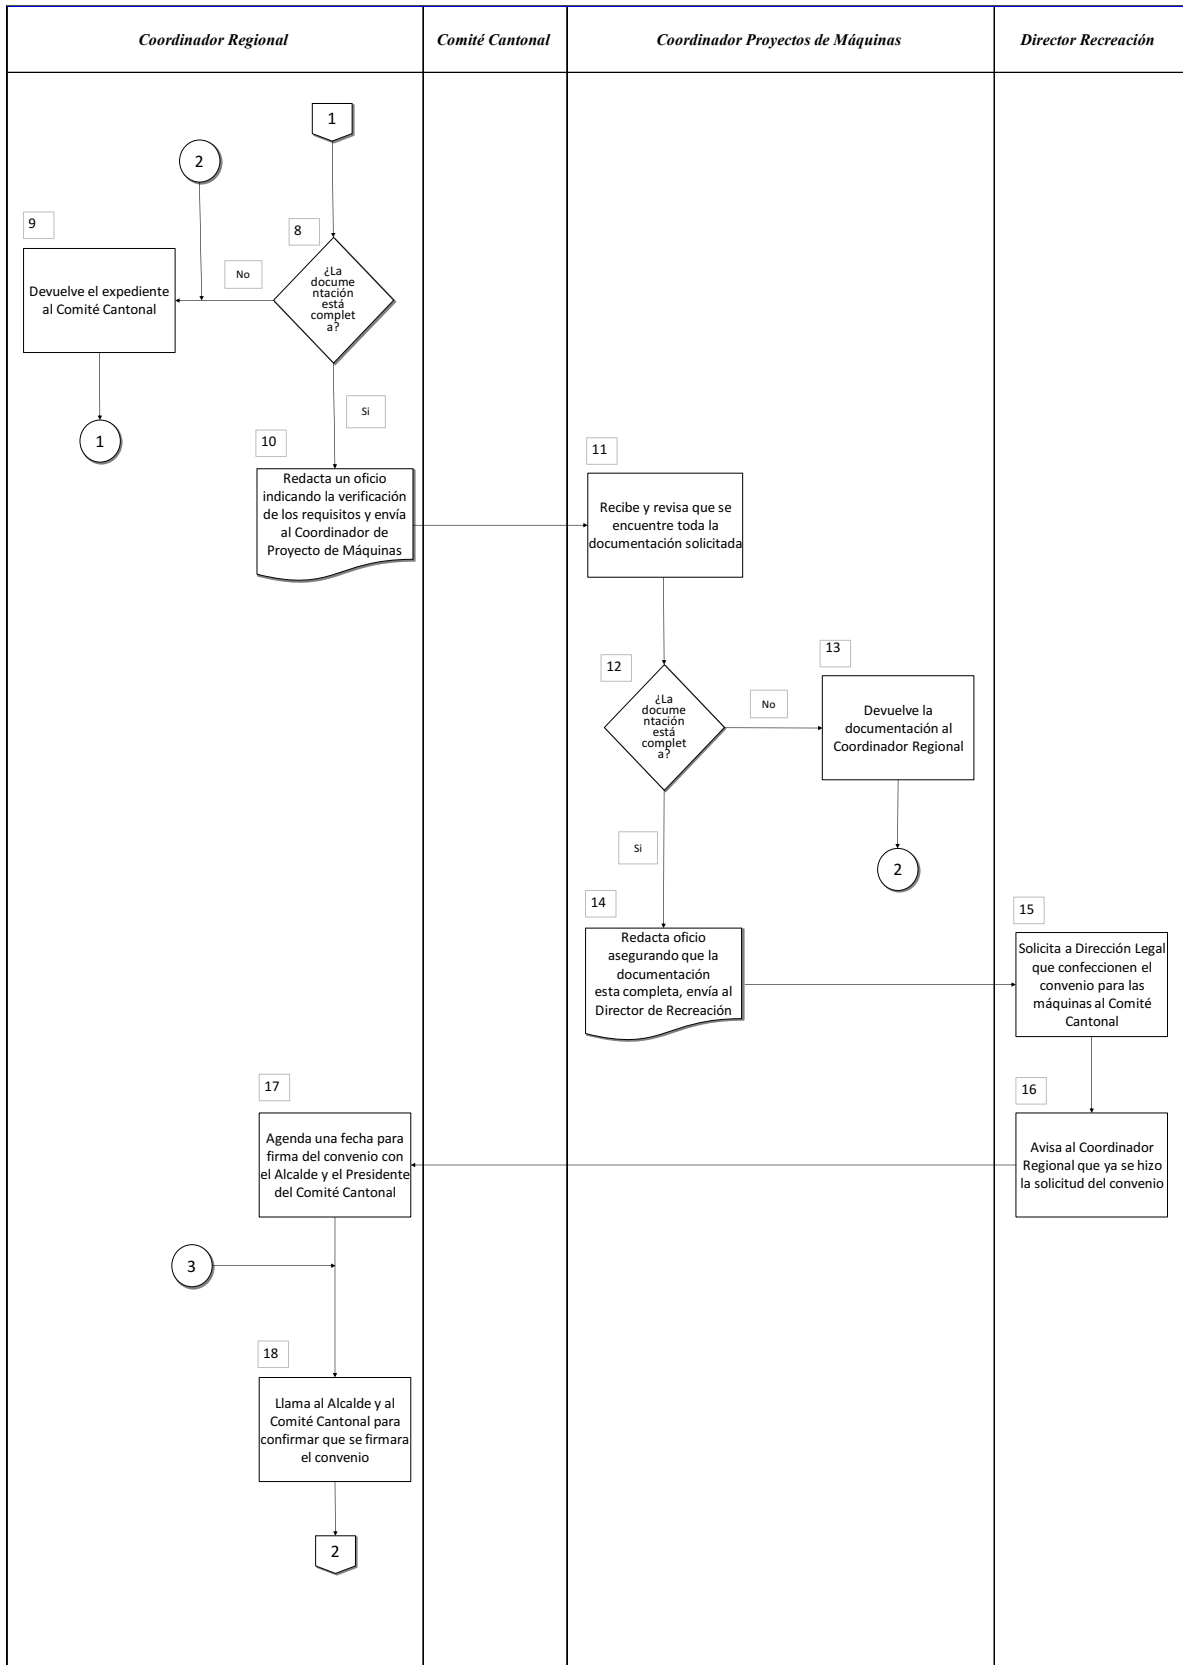 Coordinador Regional
Comité Cantonal
Coordinador Proyectos de Máquinas
Director Recreación
1
2
9
8
Devuelve el expediente
al Comité Cantonal
No
¿La
docume
ntación
está
complet
a?
Si
1
10
Redacta un oficio
indicando la verificación
de los requisitos y envía
al Coordinador de
Proyecto de Máquinas
11
Recibe y revisa que se
encuentre toda la
documentación solicitada
12
¿La
docume
ntación
está
complet
a?
No
13
Devuelve la
documentación al
Coordinador Regional
Si
2
14
Redacta oficio
asegurando que la
documentación
esta completa, envía al
Director de Recreación
15
Solicita a Dirección Legal
que confeccionen el
convenio para las
máquinas al Comité
Cantonal
16
Avisa al Coordinador
Regional que ya se hizo
la solicitud del convenio
17
Agenda una fecha para
firma del convenio con
el Alcalde y el Presidente
del Comité Cantonal
3
18
Llama al Alcalde y al
Comité Cantonal para
confirmar que se firmara
el convenio
2